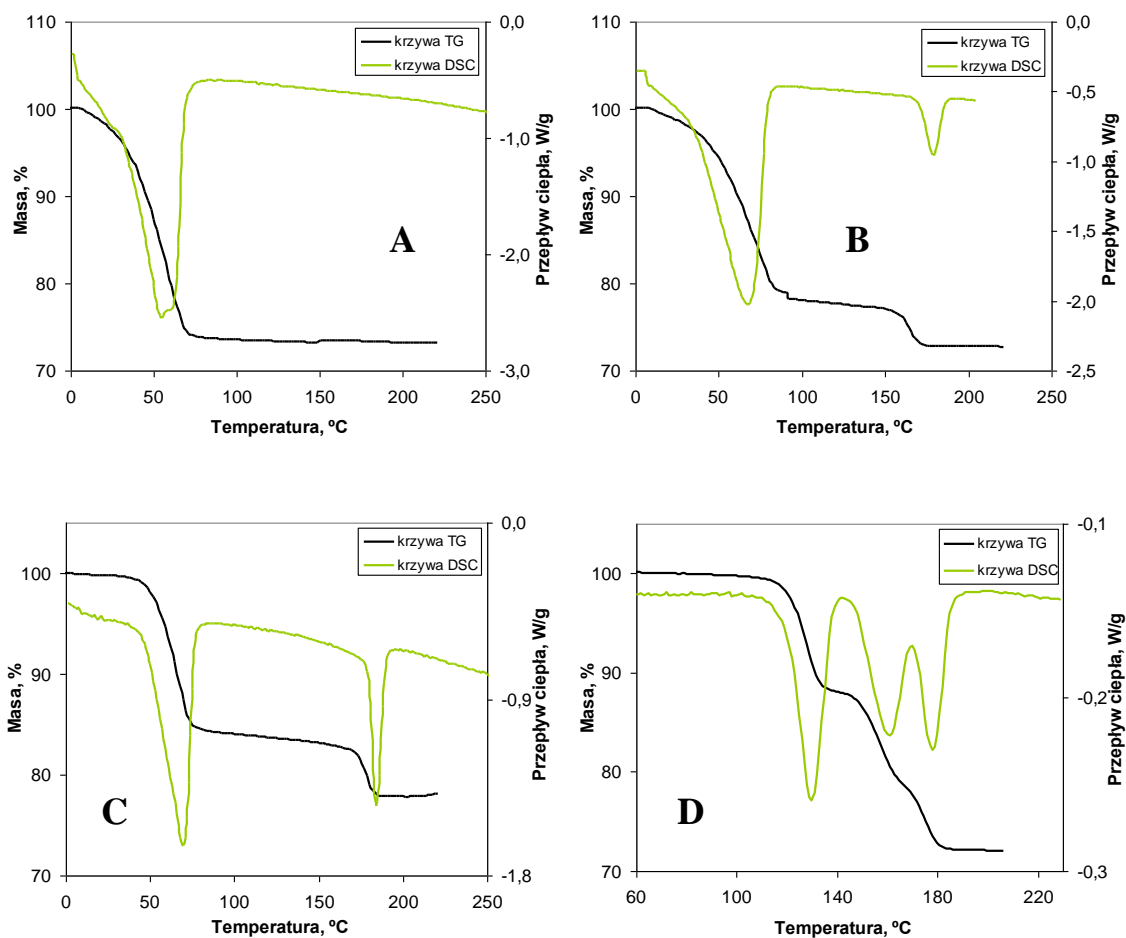 110
100
90
80
70
Masa, %
0
50
100
150
200
250
Temperatura, ºC
0,0
-1,0
-2,0
-3,0
Przepływ ciepła, W/g
krzywa TG
krzywa DSC
A
110
100
90
80
70
Masa, %
0
50
100
150
200
250
Temperatura, ºC
0,0
-0,5
-1,0
-1,5
-2,0
-2,5
Przepływ ciepła, W/g
krzywa TG
krzywa DSC
B
100
90
80
70
Masa, %
0
50
100
150
200
250
Temperatura, ºC
0,0
-0,9
-1,8
Przepływ ciepła, W/g
krzywa TG
krzywa DSC
C
100
90
80
70
Masa, %
60
100
140
180
220
Temperatura, ºC
-0,1
-0,2
-0,3
Przepływ ciepła, W/g
krzywa TG
krzywa DSC
D